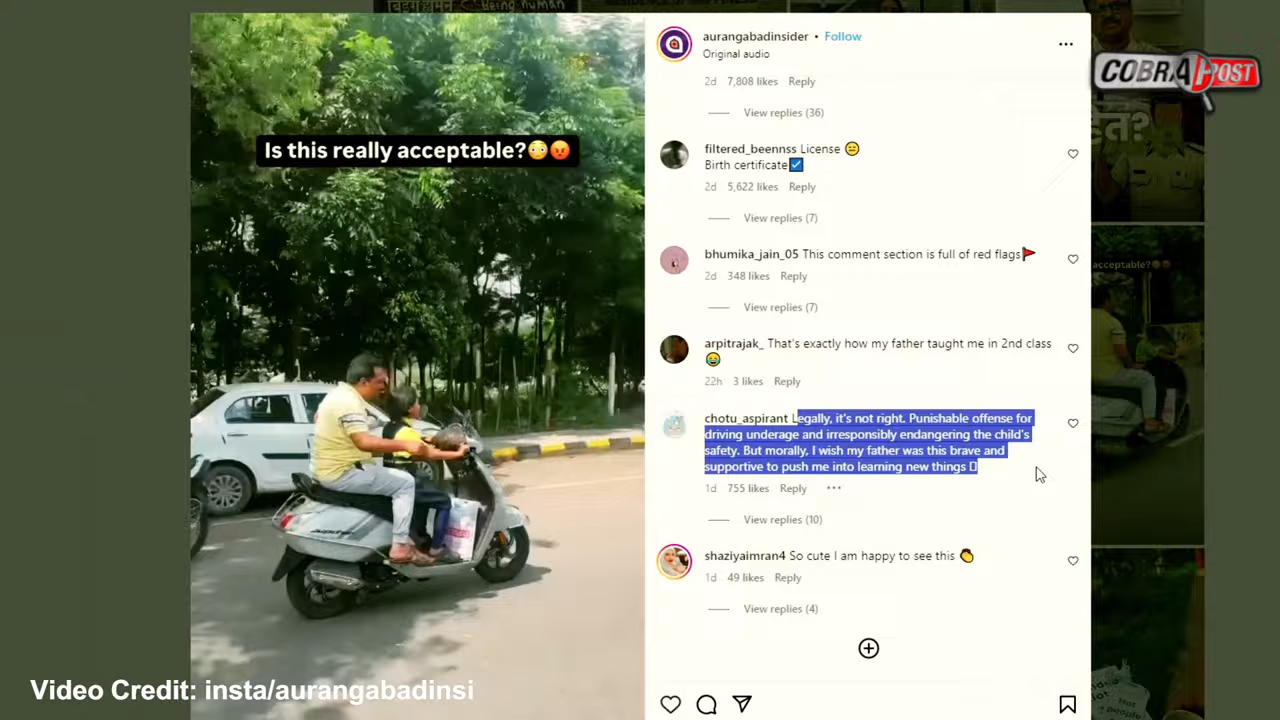 बिइंग ह्यूमन Being human
aurangabadinsider • Follow
Original audio
COBRAPOST
2d 7,808 likes Reply
View replies (36)
Is this really acceptable?😳😡
filtered_beennss License 😑
Birth certificate☑️
2d 5,622 likes Reply
View replies (7)
bhumika_jain_05 This comment section is full of red flags🚩
2d 348 likes Reply
View replies (7)
arpitrajak_ That's exactly how my father taught me in 2nd class
😂
22h 3 likes Reply
chotu_aspirant Legally, it's not right. Punishable offense for
driving underage and irresponsibly endangering the child's
safety. But morally, I wish my father was this brave and
supportive to push me into learning new things
1d 755 likes Reply •••
View replies (10)
shaziyaimran4 So cute I am happy to see this 👏
1d 49 likes Reply
View replies (4)
acceptable?
Video Credit: insta/aurangabadinsi